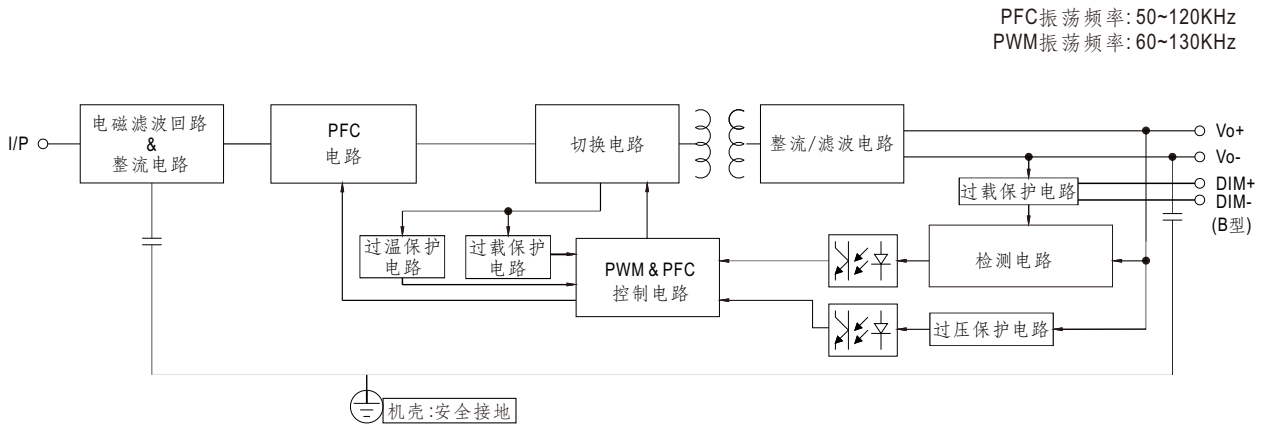 PFC振荡频率: 50~120KHz
PWM振荡频率: 60~130KHz
I/P
电磁滤波回路
&
整流电路
PFC
电路
切换电路
整流/滤波电路
Vo+
Vo-
DIM+
DIM-
(B型)
过载保护电路
过温保护
电路
过载保护
电路
PWM & PFC
控制电路
检测电路
过压保护电路
机壳:安全接地